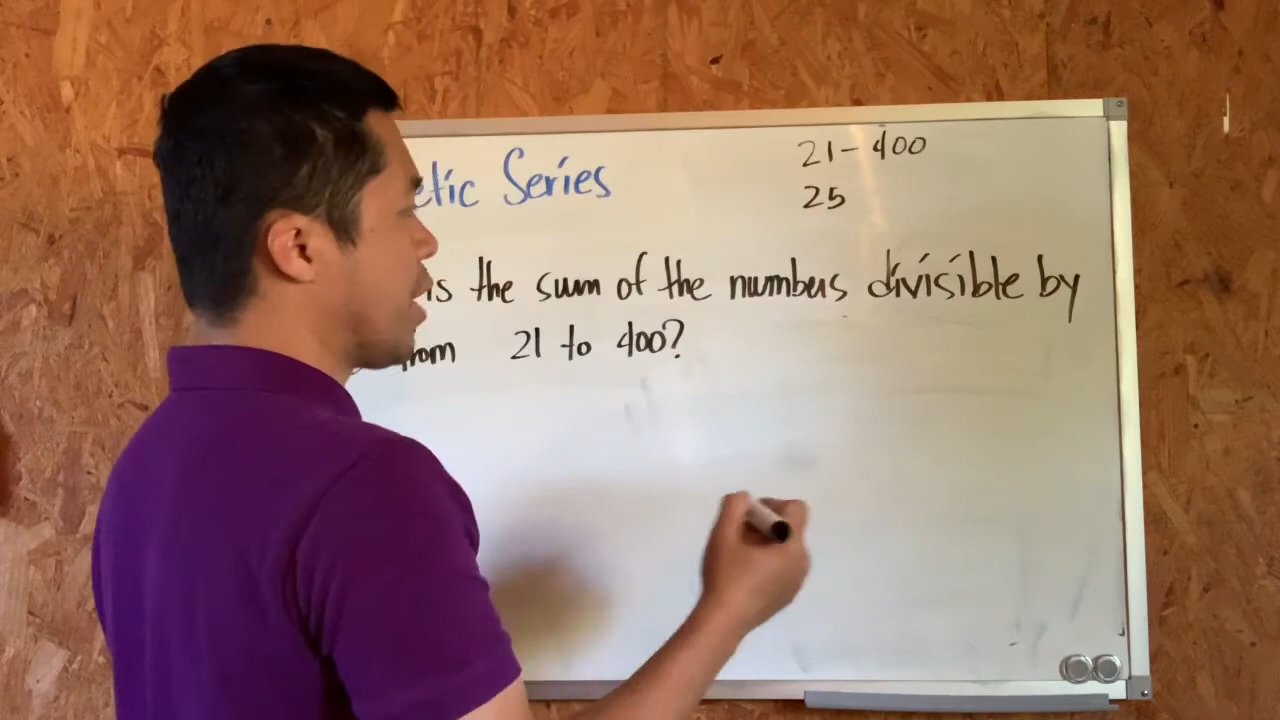 etic Series
21-400
25
is the sum of the numbers divisible by
rom 21 to 400?